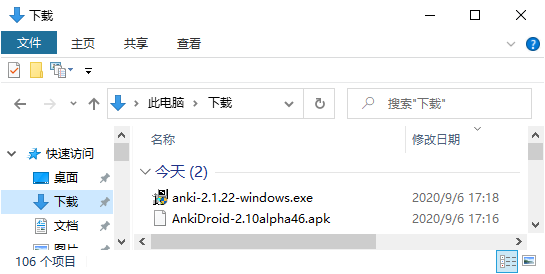 下载
文件 主页 共享 查看
此电脑 下载 搜索"下载"
名称 修改日期
快速访问
今天 (2)
桌面
anki-2.1.22-windows.exe 2020/9/6 17:18
下载
AnkiDroid-2.10alpha46.apk 2020/9/6 17:16
文档
图片
106 个项目